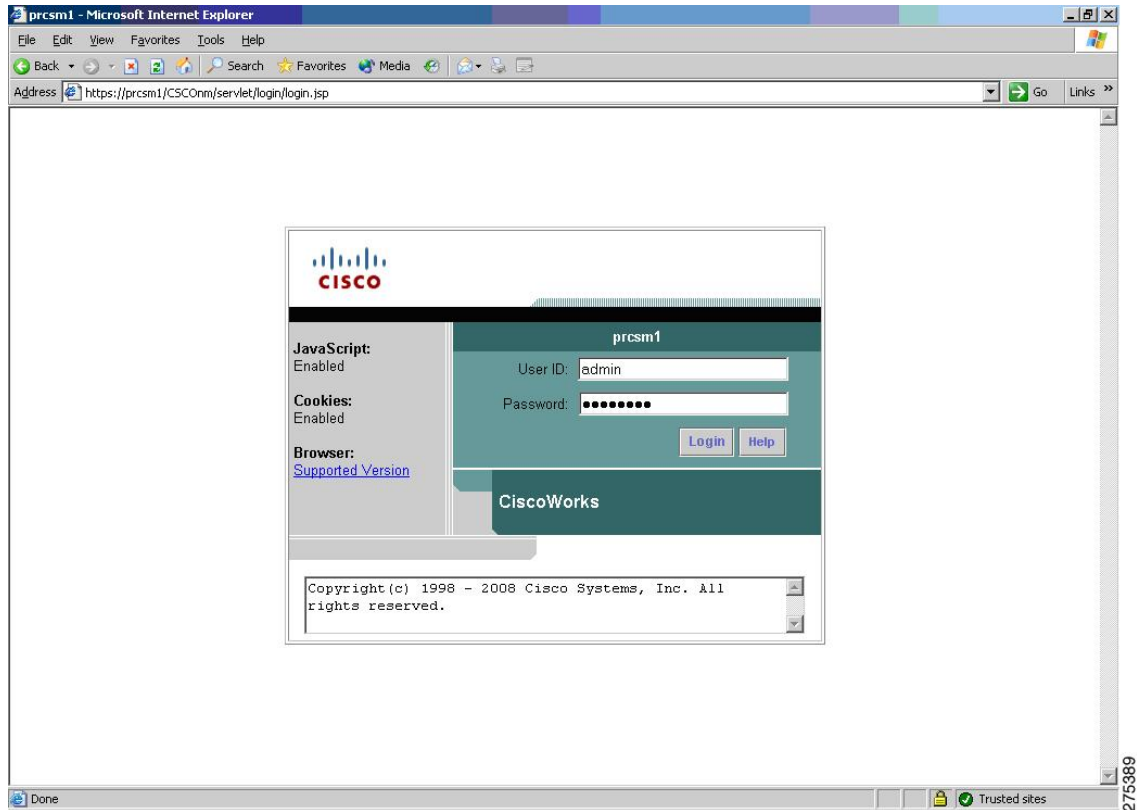 prcsm1 - Microsoft Internet Explorer
File Edit View Favorites Tools Help
Back Search Favorites Media
Address https://prcsm1/CSCOnm/servlet/login/login.jsp Go Links »
CISCO
prcsm1
JavaScript:
Enabled
User ID: admin
Cookies:
Enabled
Password: ●●●●●●●●
Login Help
Browser:
Supported Version
CiscoWorks
Copyright(c) 1998 - 2008 Cisco Systems, Inc. All
rights reserved.
Done Trusted sites
275389